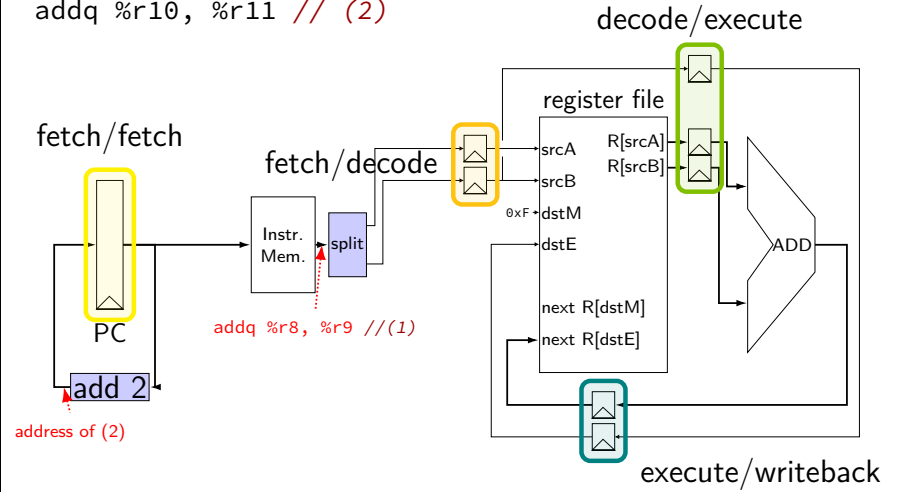 addq %r10, %r11 // (2)
decode/execute
register file
fetch/fetch
fetch/decode
srcA
R[srcA]
R[srcB]
srcB
0xF
dstM
dstE
Instr.
Mem.
split
ADD
addq %r8, %r9 //(1)
next R[dstM]
next R[dstE]
PC
add 2
address of (2)
execute/writeback